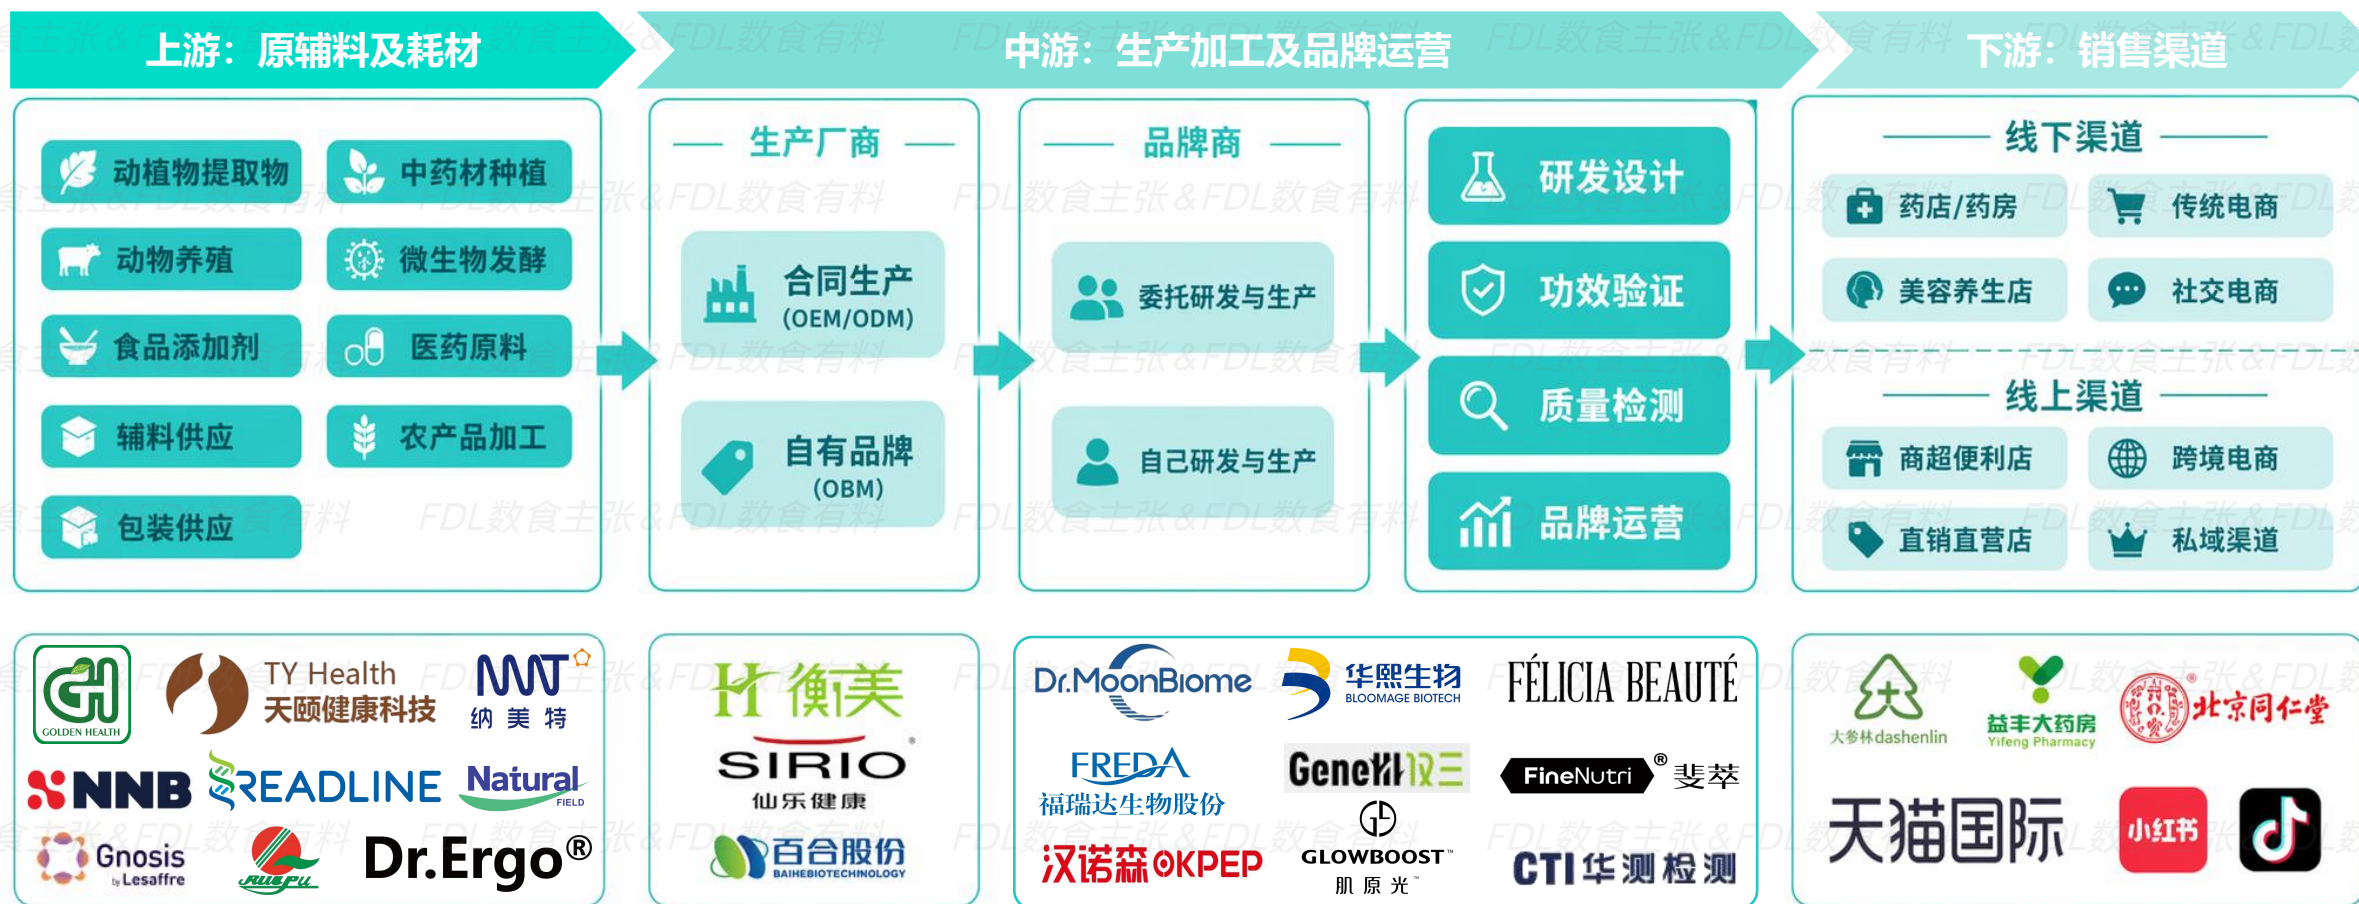 上游：原辅料及耗材
中游：生产加工及品牌运营
下游：销售渠道
动植物提取物
中药材种植
动物养殖
微生物发酵
食品添加剂
医药原料
辅料供应
农产品加工
包装供应
生产厂商
合同生产
(OEM/ODM)
自有品牌
(OBM)
品牌商
委托研发与生产
自己研发与生产
研发设计
功效验证
质量检测
品牌运营
线下渠道
药店/药房
传统电商
美容养生店
社交电商
线上渠道
商超便利店
跨境电商
直销直营店
私域渠道
GH
GOLDEN HEALTH
TY Health
天颐健康科技
纳美特
NNB
READLINE
Natural
FIELD
Gnosis
by Lesaffre
RUIPU
Dr.Ergo®
衡美
SIRIO®
仙乐健康
百合股份
BAIHEBIOTECHNOLOGY
Dr.MoonBiome
华熙生物
BLOOMAGE BIOTECH
FÉLICIA BEAUTÉ
FREDA
福瑞达生物股份
FineNutri® 斐萃
汉诺森 OKPEP
GLOWBOOST™
肌原光™
CTI华测检测
大参林dashenlin
益丰大药房
Yifeng Pharmacy
北京同仁堂
®
天猫国际
小红书
FDL数食主张&FDL数食有料